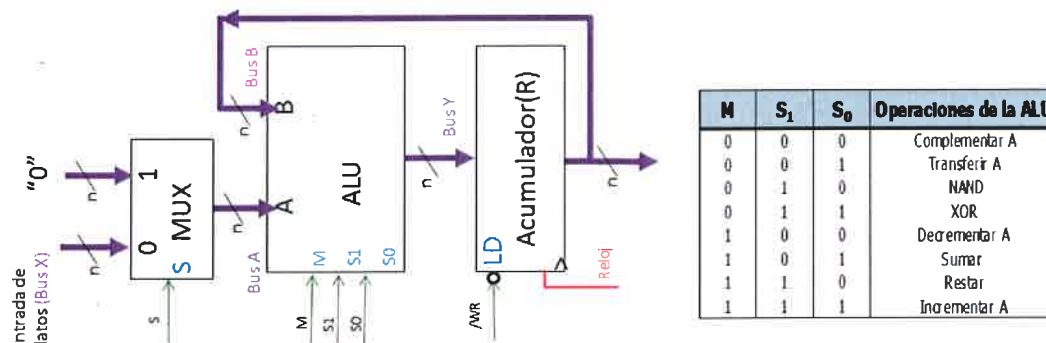 ntrada de
latos (Bus X)
n
"0"
n
0 1
S MUX
S
n
Bus A
Bus B
n
A B
ALU
M S1 S0
M
S1
S0
Bus Y
n
LD
Acumulador(R)
/WR
Reloj
n
M S1 S0 Operaciones de la ALU
0 0 0 Complementar A
0 0 1 Transferir A
0 1 0 NAND
0 1 1 XOR
1 0 0 Decrementar A
1 0 1 Sumar
1 1 0 Restar
1 1 1 Incrementar A